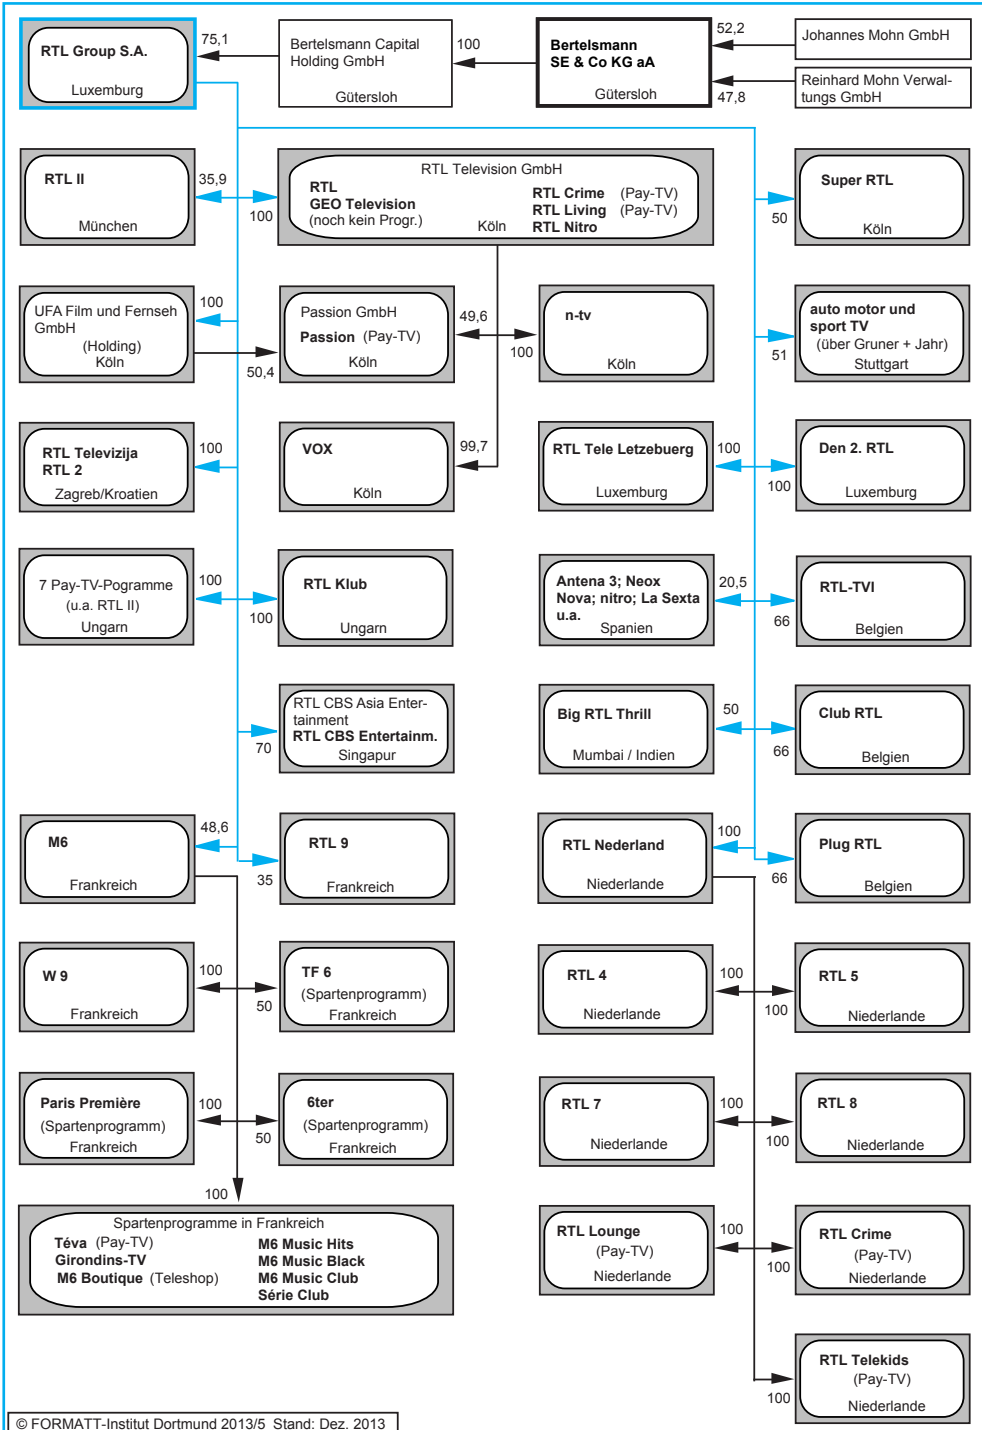 RTL Group S.A.
Luxemburg
75,1
Bertelsmann Capital
Holding GmbH
Gütersloh
100
Bertelsmann
SE & Co KG aA
Gütersloh
52,2
47,8
Johannes Mohn GmbH
Reinhard Mohn Verwal-
tungs GmbH
RTL II
München
35,9
100
RTL Television GmbH
RTL
GEO Television
(noch kein Progr.)
Köln
RTL Crime (Pay-TV)
RTL Living (Pay-TV)
RTL Nitro
50
Super RTL
Köln
UFA Film und Fernseh
GmbH
(Holding)
Köln
100
50,4
Passion GmbH
Passion (Pay-TV)
Köln
49,6
100
n-tv
Köln
51
auto motor und
sport TV
(über Gruner + Jahr)
Stuttgart
RTL Televizija
RTL 2
Zagreb/Kroatien
100
VOX
Köln
99,7
RTL Tele Letzebuerg
Luxemburg
100
100
Den 2. RTL
Luxemburg
7 Pay-TV-Pogramme
(u.a. RTL II)
Ungarn
100
100
RTL Klub
Ungarn
Antena 3; Neox
Nova; nitro; La Sexta
u.a.
Spanien
20,5
66
RTL-TVI
Belgien
70
RTL CBS Asia Enter-
tainment
RTL CBS Entertainm.
Singapur
Big RTL Thrill
Mumbai / Indien
50
66
Club RTL
Belgien
M6
Frankreich
48,6
35
RTL 9
Frankreich
RTL Nederland
Niederlande
100
66
Plug RTL
Belgien
W 9
Frankreich
100
50
TF 6
(Spartenprogramm)
Frankreich
RTL 4
Niederlande
100
100
RTL 5
Niederlande
Paris Première
(Spartenprogramm)
Frankreich
100
50
6ter
(Spartenprogramm)
Frankreich
RTL 7
Niederlande
100
100
RTL 8
Niederlande
100
Spartenprogramme in Frankreich
Téva (Pay-TV)
Girondins-TV
M6 Boutique (Teleshop)
M6 Music Hits
M6 Music Black
M6 Music Club
Série Club
RTL Lounge
(Pay-TV)
Niederlande
100
100
RTL Crime
(Pay-TV)
Niederlande
100
RTL Telekids
(Pay-TV)
Niederlande
© FORMATT-Institut Dortmund 2013/5 Stand: Dez. 2013